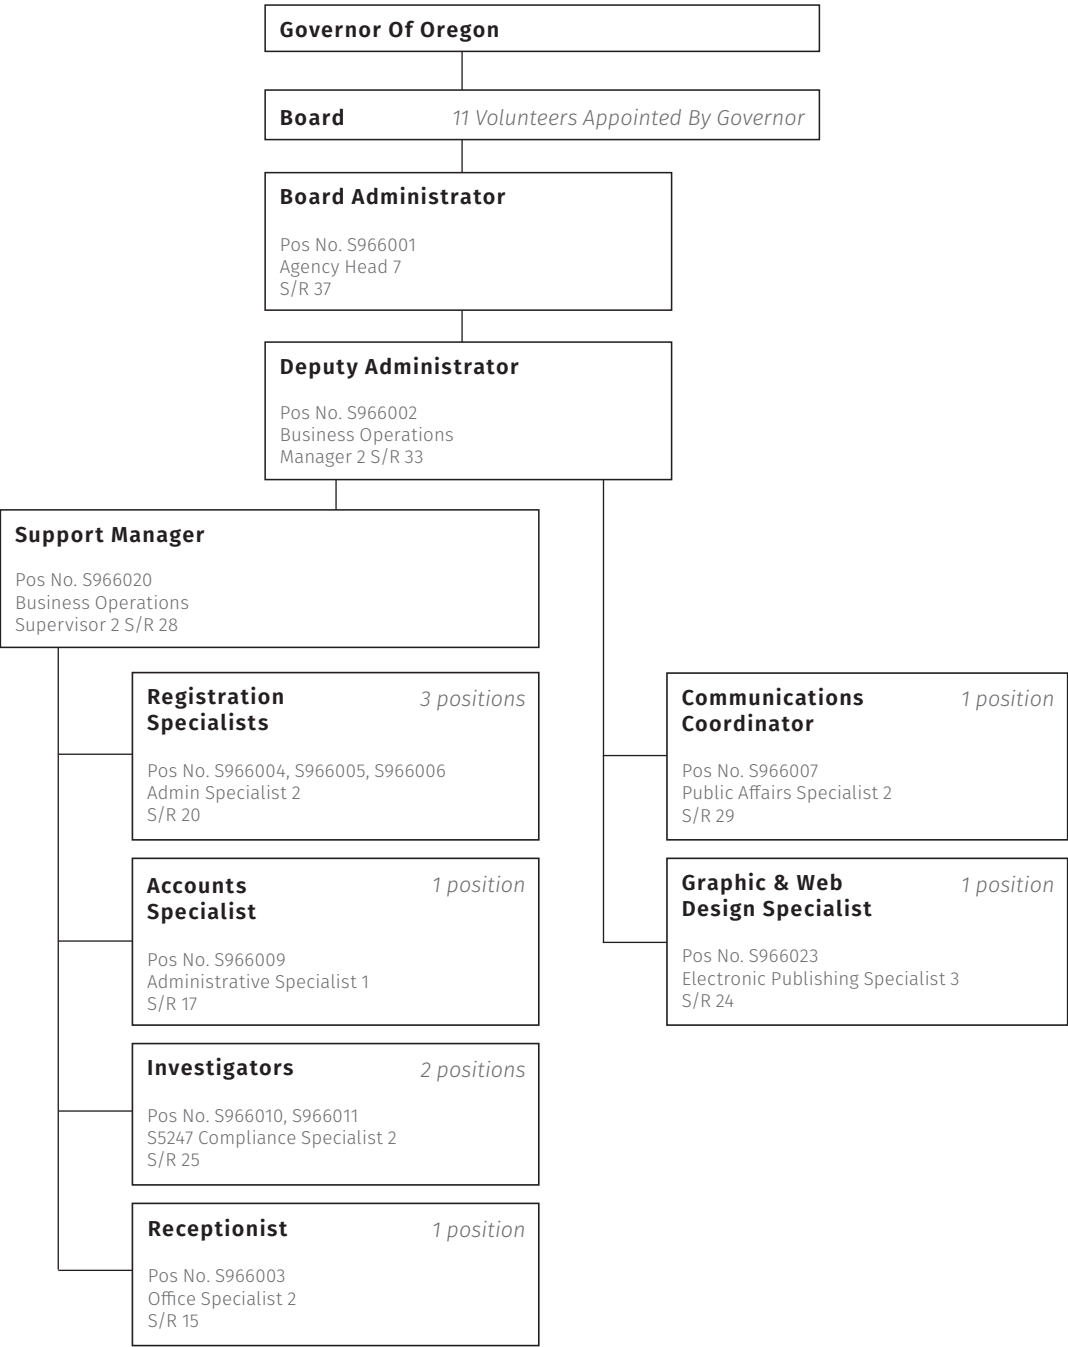 Governor Of Oregon
Board
11 Volunteers Appointed By Governor
Board Administrator
Pos No. S966001
Agency Head 7
S/R 37
Deputy Administrator
Pos No. S966002
Business Operations
Manager 2 S/R 33
Support Manager
Pos No. S966020
Business Operations
Supervisor 2 S/R 28
Registration
Specialists
3 positions
Pos No. S966004, S966005, S966006
Admin Specialist 2
S/R 20
Accounts
Specialist
1 position
Pos No. S966009
Administrative Specialist 1
S/R 17
Investigators
2 positions
Pos No. S966010, S966011
S5247 Compliance Specialist 2
S/R 25
Receptionist
1 position
Pos No. S966003
Office Specialist 2
S/R 15
Communications
Coordinator
1 position
Pos No. S966007
Public Affairs Specialist 2
S/R 29
Graphic & Web
Design Specialist
1 position
Pos No. S966023
Electronic Publishing Specialist 3
S/R 24